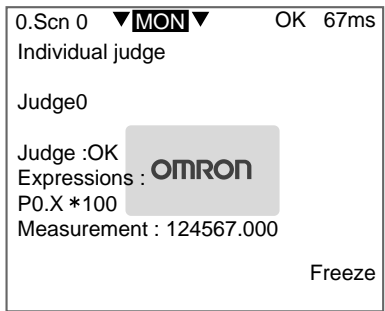 0.Scn 0 ▼MON▼ OK 67ms
Individual judge
Judge0
Judge :OK
Expressions :
OMRON
P0.X *100
Measurement : 124567.000
Freeze